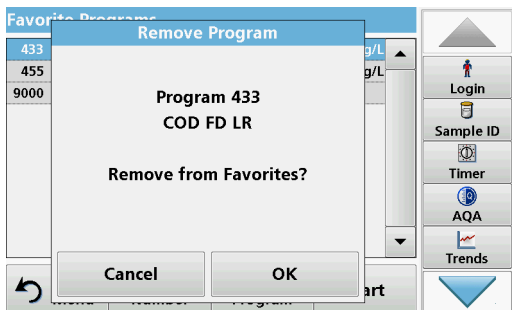 Favorite Programs
Remove Program
433
g/L
455
g/L
9000
Program 433
COD FD LR
Remove from Favorites?
Cancel
OK
Login
Sample ID
Timer
AQA
Trends